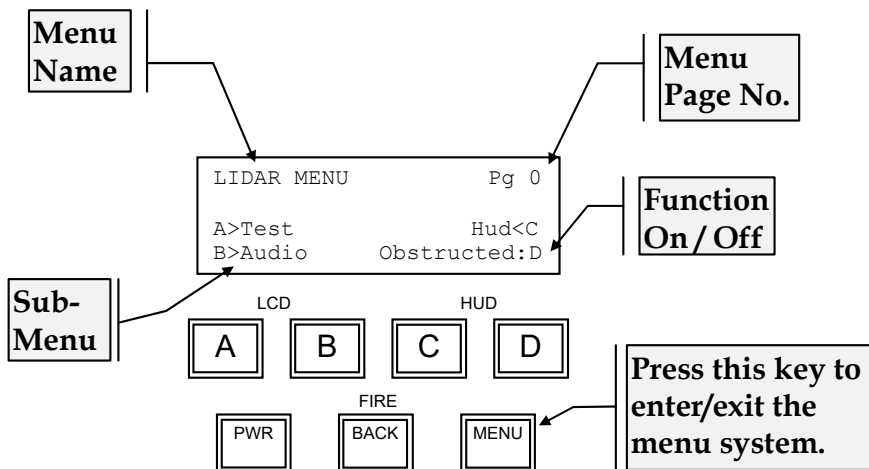 Menu
Name
Menu
Page No.
LIDAR MENU Pg 0
A>Test Hud<C
B>Audio Obstructed:D
Function
On / Off
Sub-
Menu
LCD HUD
A B C D
FIRE
PWR BACK MENU
Press this key to
enter/exit the
menu system.